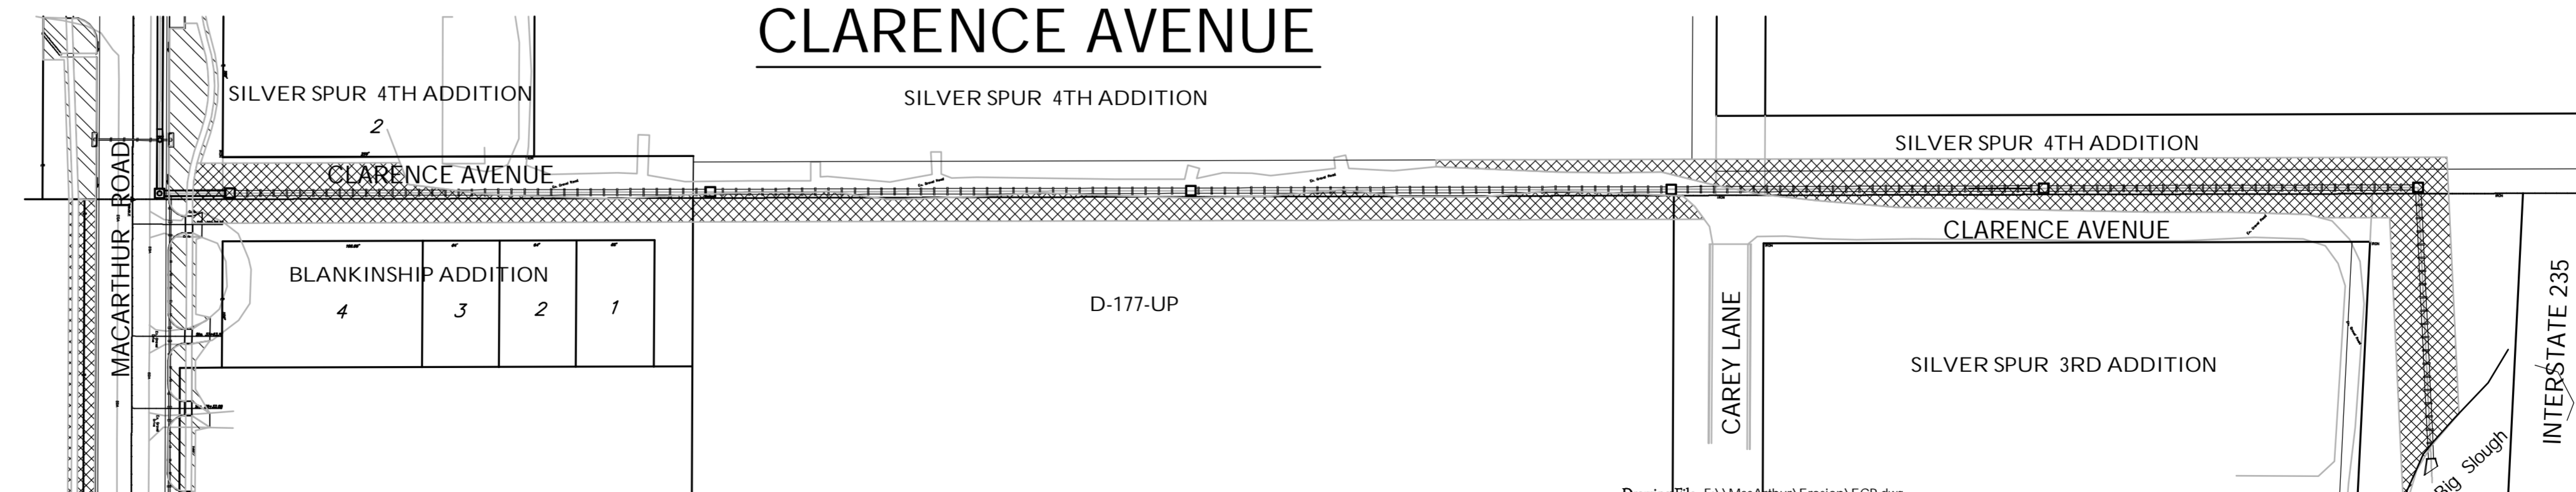 CLARENCE AVENUE
SILVER SPUR 4TH ADDITION
SILVER SPUR 4TH ADDITION
2
SILVER SPUR 4TH ADDITION
CLARENCE AVENUE
MACARTHUR ROAD
CLARENCE AVENUE
BLANKINSHIP ADDITION
4
3
2
1
D-177-UP
CAREY LANE
SILVER SPUR 3RD ADDITION
INTERSTATE 235
Big Slough